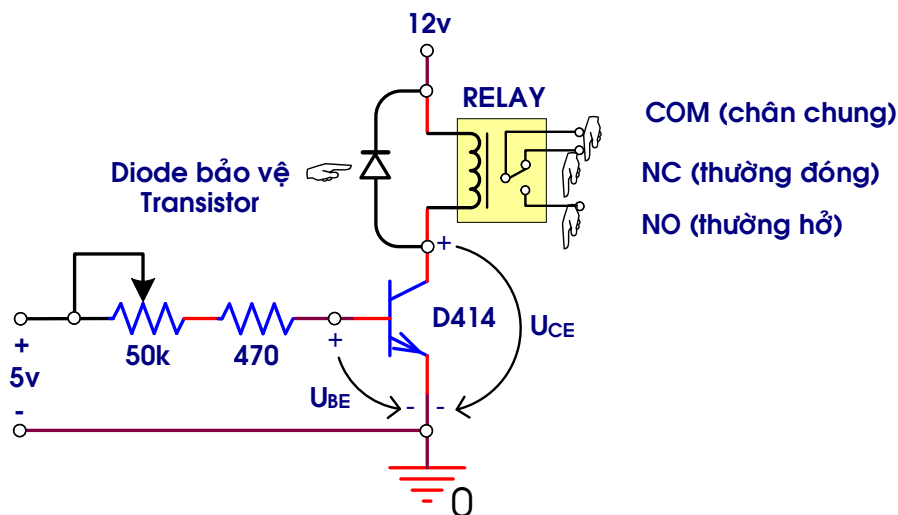 12v
RELAY
COM (chân chung)
Diode bảo vệ
Transistor
NC (thường đóng)
NO (thường hở)
+
D414
UCE
+
5v
-
50k
470
+
UBE
-
-
0